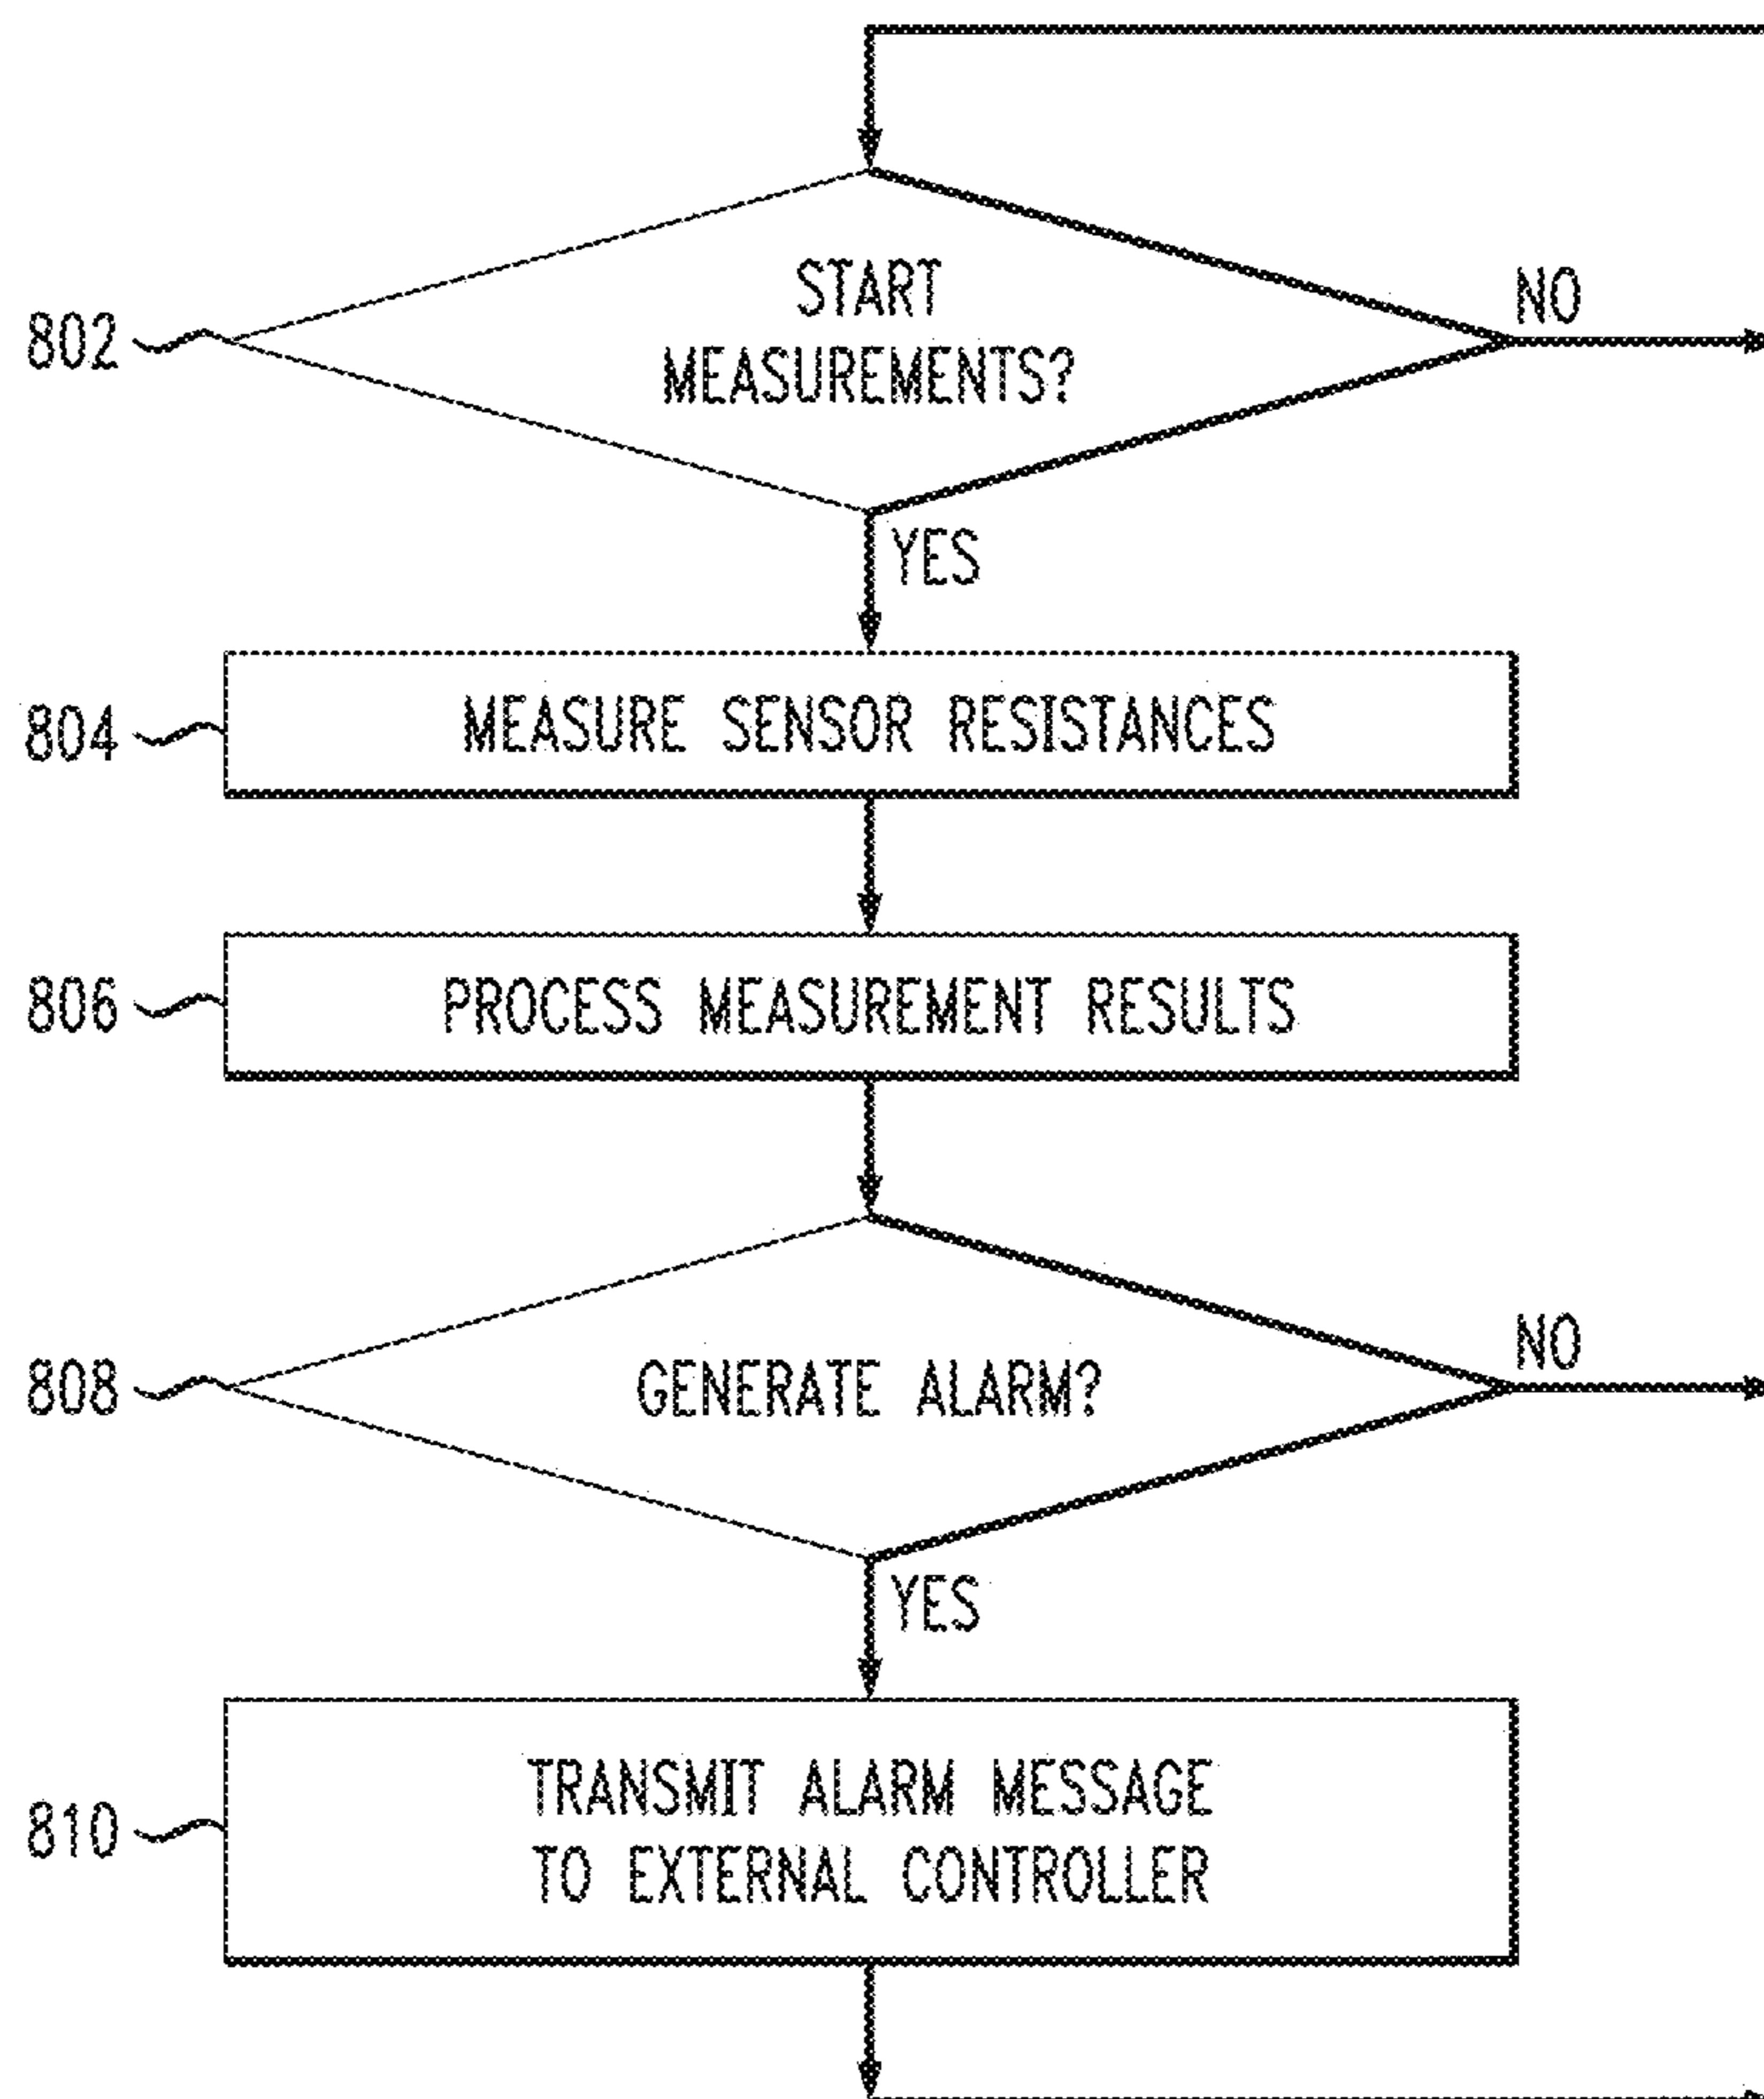 START
MEASUREMENTS?
NO
802
YES
804
MEASURE SENSOR RESISTANCES
806
PROCESS MEASUREMENT RESULTS
NO
808
GENERATE ALARM?
YES
810
TRANSMIT ALARM MESSAGE
TO EXTERNAL CONTROLLER